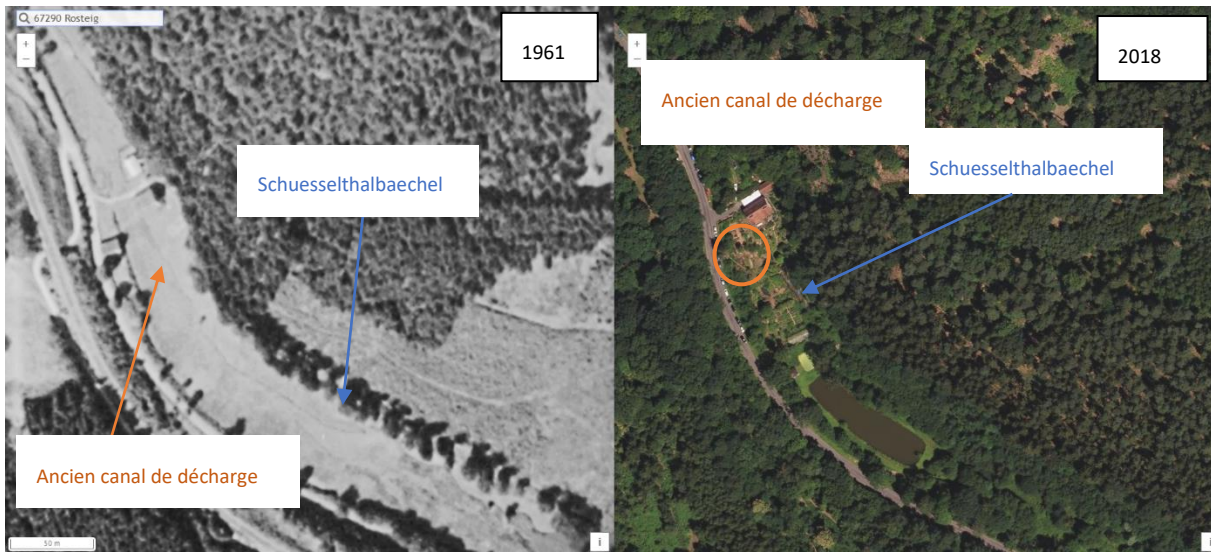 67290 Rosteig
1961
Schuesselthalbaechel
Ancien canal de décharge
50 m
i
2018
Ancien canal de décharge
Schuesselthalbaechel
i